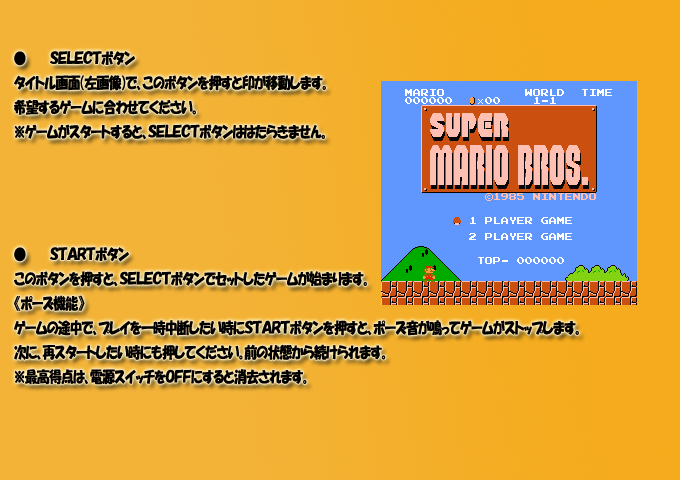 ● SELECTボタン
タイトル画面(左画像)で、このボタンを押すと印が移動します。
希望するゲームに合わせてください。
※ゲームがスタートすると、SELECTボタンははたらきません。
MARIO WORLD TIME
000000 ×00 1-1
SUPER
MARIO BROS.
©1985 NINTENDO
1 PLAYER GAME
2 PLAYER GAME
TOP- 000000
● STARTボタン
このボタンを押すと、SELECTボタンでセットしたゲームが始まります。
《ポーズ機能》
ゲームの途中で、プレイを一時中断したい時にSTARTボタンを押すと、ポーズ音が鳴ってゲームがストップします。
次に、再スタートしたい時にも押してください。前の状態から続けられます。
※最高得点は、電源スイッチをOFFにすると消去されます。